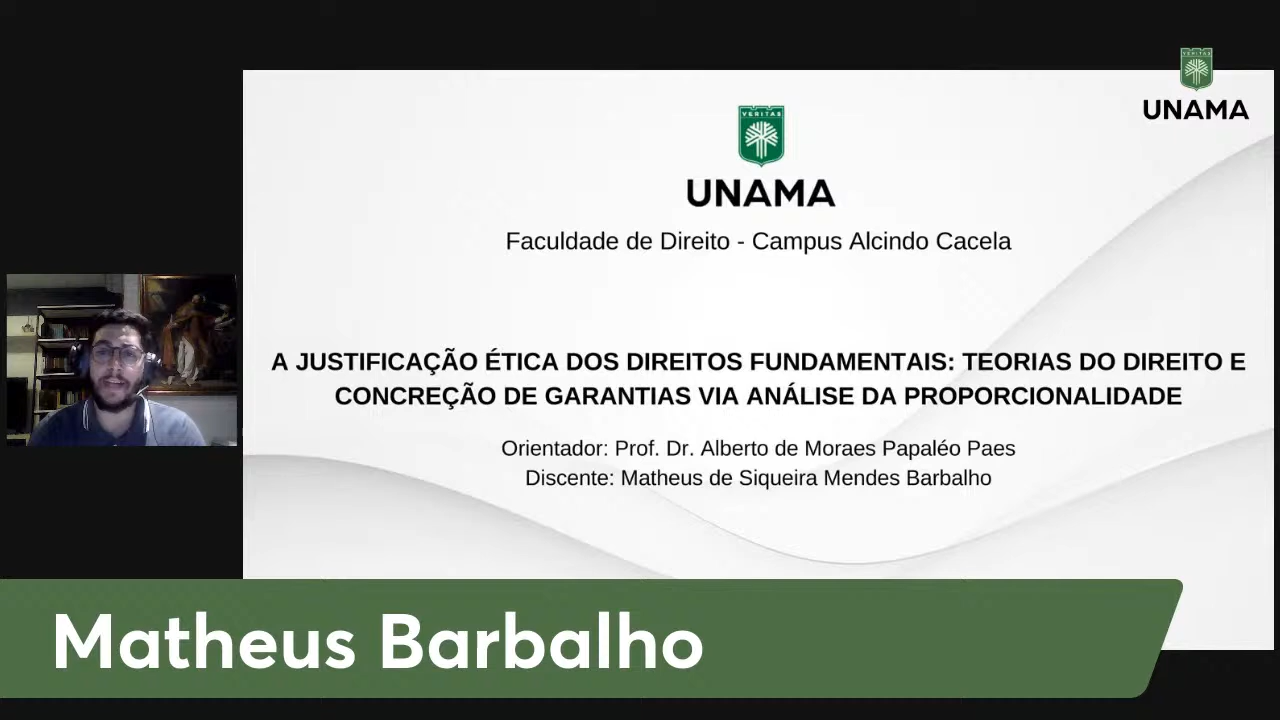 VERITAS
UNAMA
VERITAS
UNAMA
Faculdade de Direito - Campus Alcindo Cacela
A JUSTIFICAÇÃO ÉTICA DOS DIREITOS FUNDAMENTAIS: TEORIAS DO DIREITO E
CONCREÇÃO DE GARANTIAS VIA ANÁLISE DA PROPORCIONALIDADE
Orientador: Prof. Dr. Alberto de Moraes Papaléo Paes
Discente: Matheus de Siqueira Mendes Barbalho
Matheus Barbalho